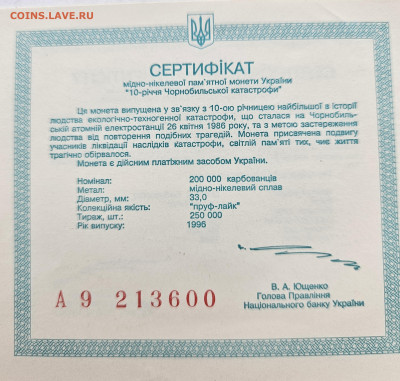 COINS.LAVE.RU
СЕРТИФІКАТ
мідно-нікелевої пам'ятної монети України
"10-річчя Чорнобильської катастрофи"
Ця монета випущена у зв'язку з 10-ою річницею найбільшої в історії
людства екологічно-техногенної катастрофи, що сталася на Чорнобиль-
ській атомній електростанції 26 квітня 1986 року, та з метою застереження
людства від повторення подібних трагедій. Монета присвячена подвигу
учасників ліквідації наслідків катастрофи, світлій пам'яті тих, чиє життя
трагічно обірвалося.
Монета є дійсним платіжним засобом України.
Номінал: 200 000 карбованців
Метал: мідно-нікелевий сплав
Діаметр, мм: 33,0
Колекційна якість: "пруф-лайк"
Тираж, шт.: 250 000
Рік випуску: 1996
В. А. Ющенко
Голова Правління
Національного банку України
А 9 213600